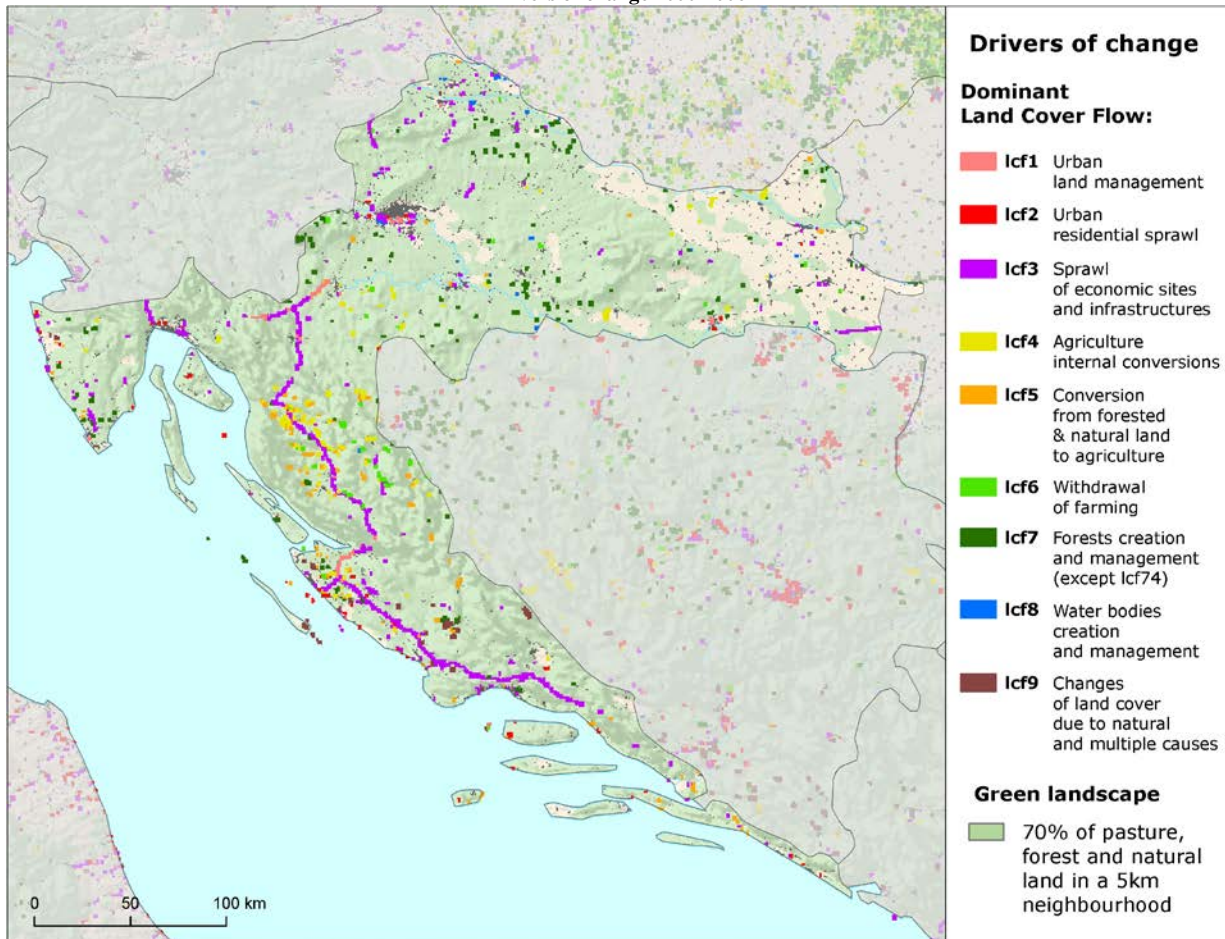 Drivers of change
Dominant
Land Cover Flow:
lcf1 Urban
land management
lcf2 Urban
residential sprawl
lcf3 Sprawl
of economic sites
and infrastructures
lcf4 Agriculture
internal conversions
lcf5 Conversion
from forested
& natural land
to agriculture
lcf6 Withdrawal
of farming
lcf7 Forests creation
and management
(except lcf74)
lcf8 Water bodies
creation
and management
lcf9 Changes
of land cover
due to natural
and multiple causes
Green landscape
70% of pasture,
forest and natural
land in a 5km
neighbourhood
0 50 100 km